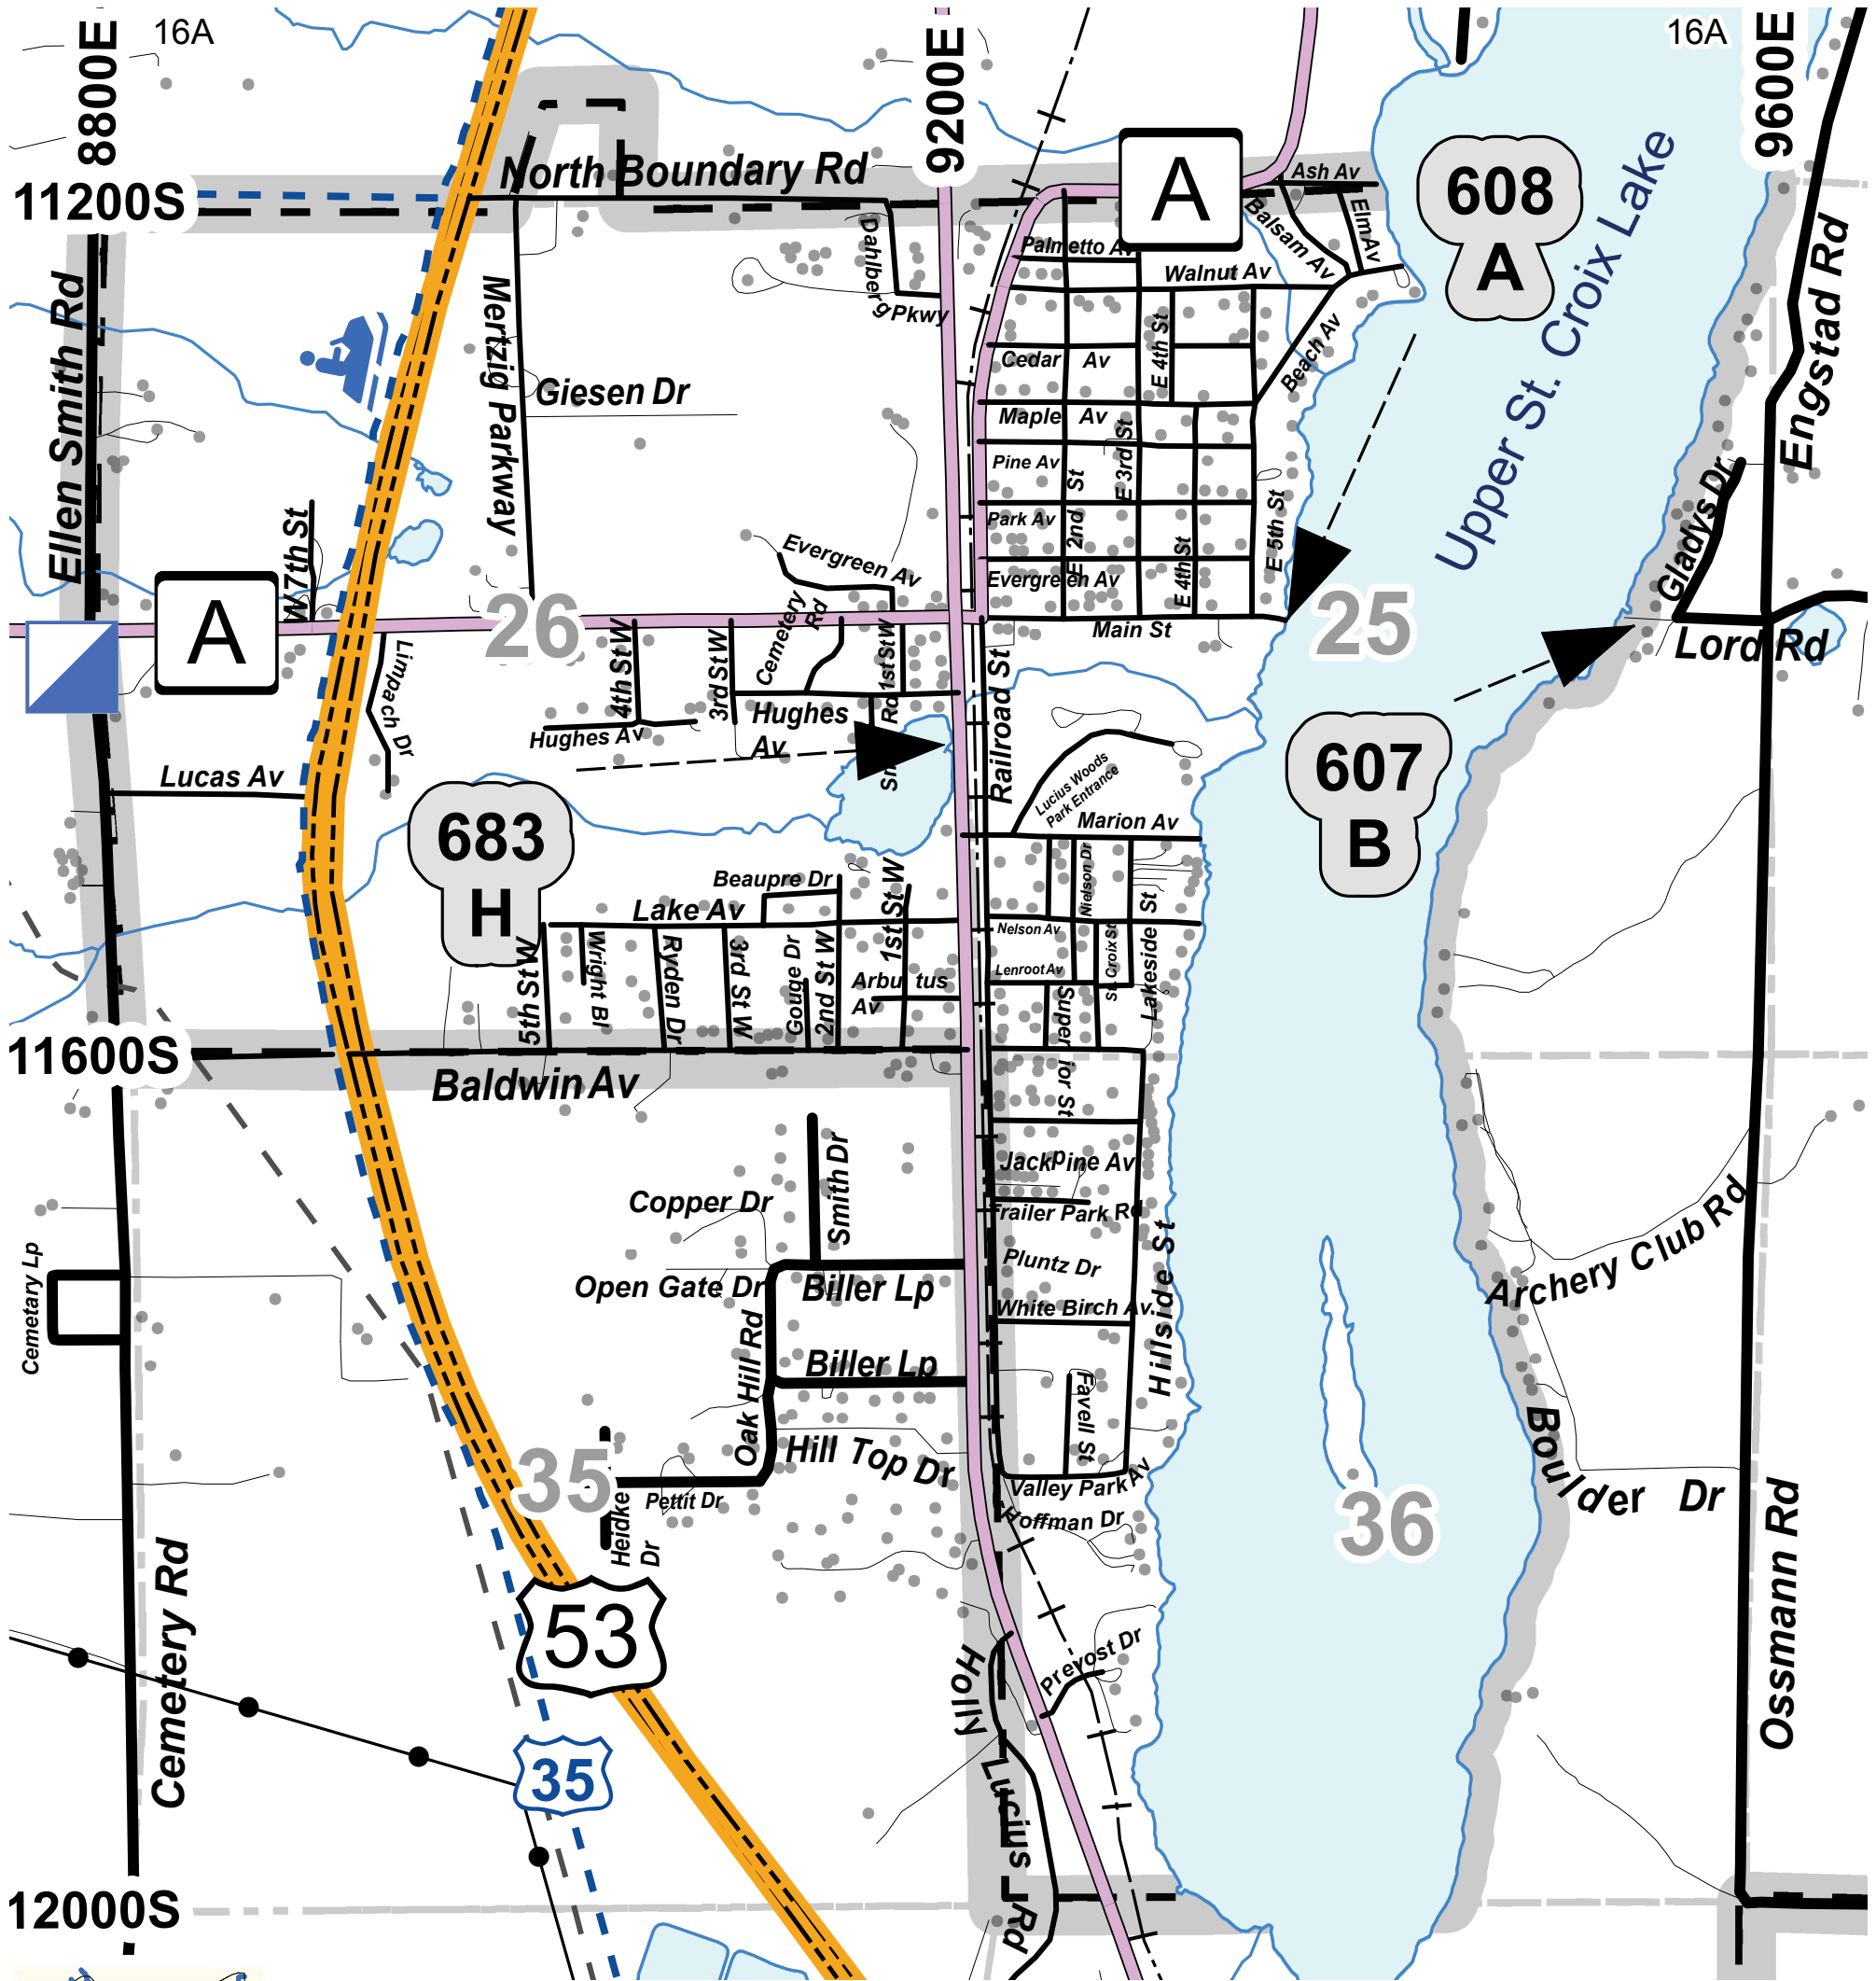 16A
16A
8800E
9200E
9600E
North Boundary Rd
11200S
A
Ash Av
608
A
Upper St. Croix Lake
Balsam Av
Elm Av
Dahlberg Pkwy
Palmetto Av
Walnut Av
Ellen Smith Rd
Mertzig Parkway
Giesen Dr
Engstad Rd
Cedar Av
E 4th St
Beach Av
Maple Av
E 3rd St
Pine Av
E 2nd St
Park Av
E 4th St
E 5th St
Evergreen Av
Evergreen Av
Gladys Dr
W 7th St
A
26
25
Main St
Lord Rd
Limpach Dr
4th St W
3rd St W
Cemetery Rd
1st St W
Railroad St
Hughes Av
Hughes
Av
Lucas Av
Lucius Woods
Park Entrance
Marion Av
607
B
683
H
Beaupre Dr
Lake Av
1st St W
Nielson Dr
Nelson Av
Lenroot Av
St. Croix St
Lakeside St
5th St W
Wright Bl
Ryden Dr
3rd St W
Gouge Dr
2nd St W
Arbutus
Av
Superior St
11600S
Baldwin Av
Smith Dr
Copper Dr
Jackpine Av
Trailer Park Rd
Pluntz Dr
White Birch Av.
Hillside St
Archery Club Rd
Cemetary Lp
Open Gate Dr
Biller Lp
Biller Lp
Oak Hill Rd
Favell St
Hill Top Dr
Boulder Dr
35
Pettit Dr
Heidke
Dr
Valley Park Av
Hoffman Dr
36
Ossmann Rd
Cemetery Rd
53
Prevost Dr
Holly Lucius Rd
35
12000S